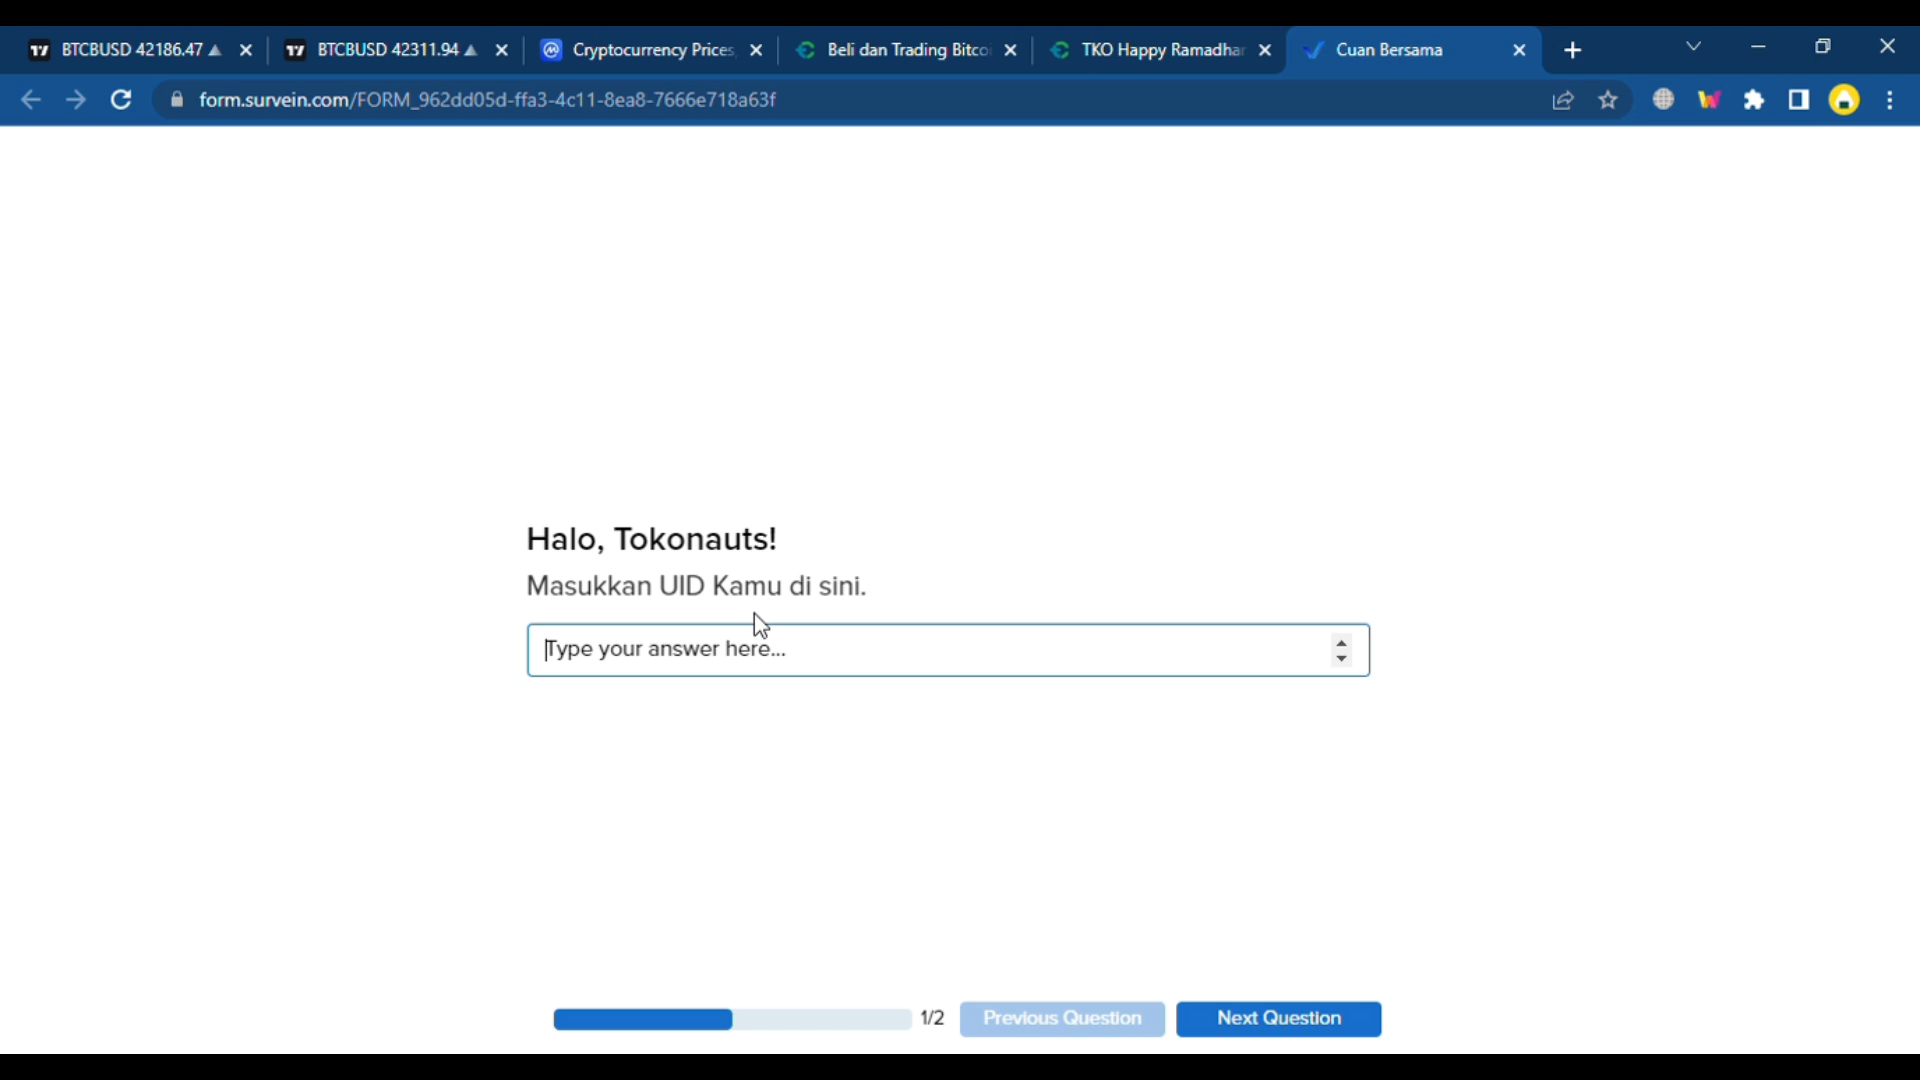 BTCBUSD 42186.47
BTCBUSD 42311.94
Cryptocurrency Prices,
Beli dan Trading Bitco
TKO Happy Ramadha
Cuan Bersama
form.survein.com/FORM_962dd05d-ffa3-4c11-8ea8-7666e718a63f
Halo, Tokonauts!
Masukkan UID Kamu di sini.
Type your answer here...
1/2
Previous Question
Next Question